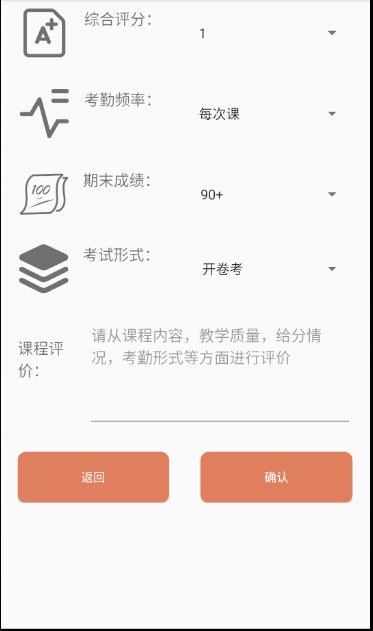 综合评分：
1
考勤频率：
每次课
期末成绩：
90+
考试形式：
开卷考
请从课程内容，教学质量，给分情
况，考勤形式等方面进行评价
课程评
价：
返回
确认